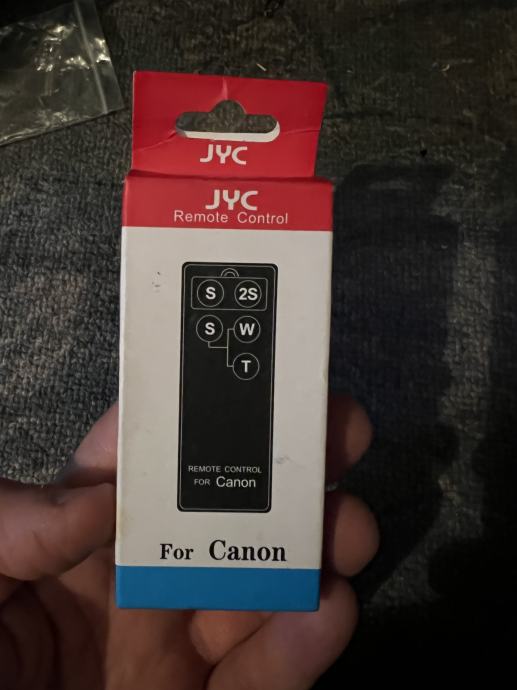 JYC
JYC
Remote Control
S 2S
S W
T
REMOTE CONTROL
FOR Canon
For Canon